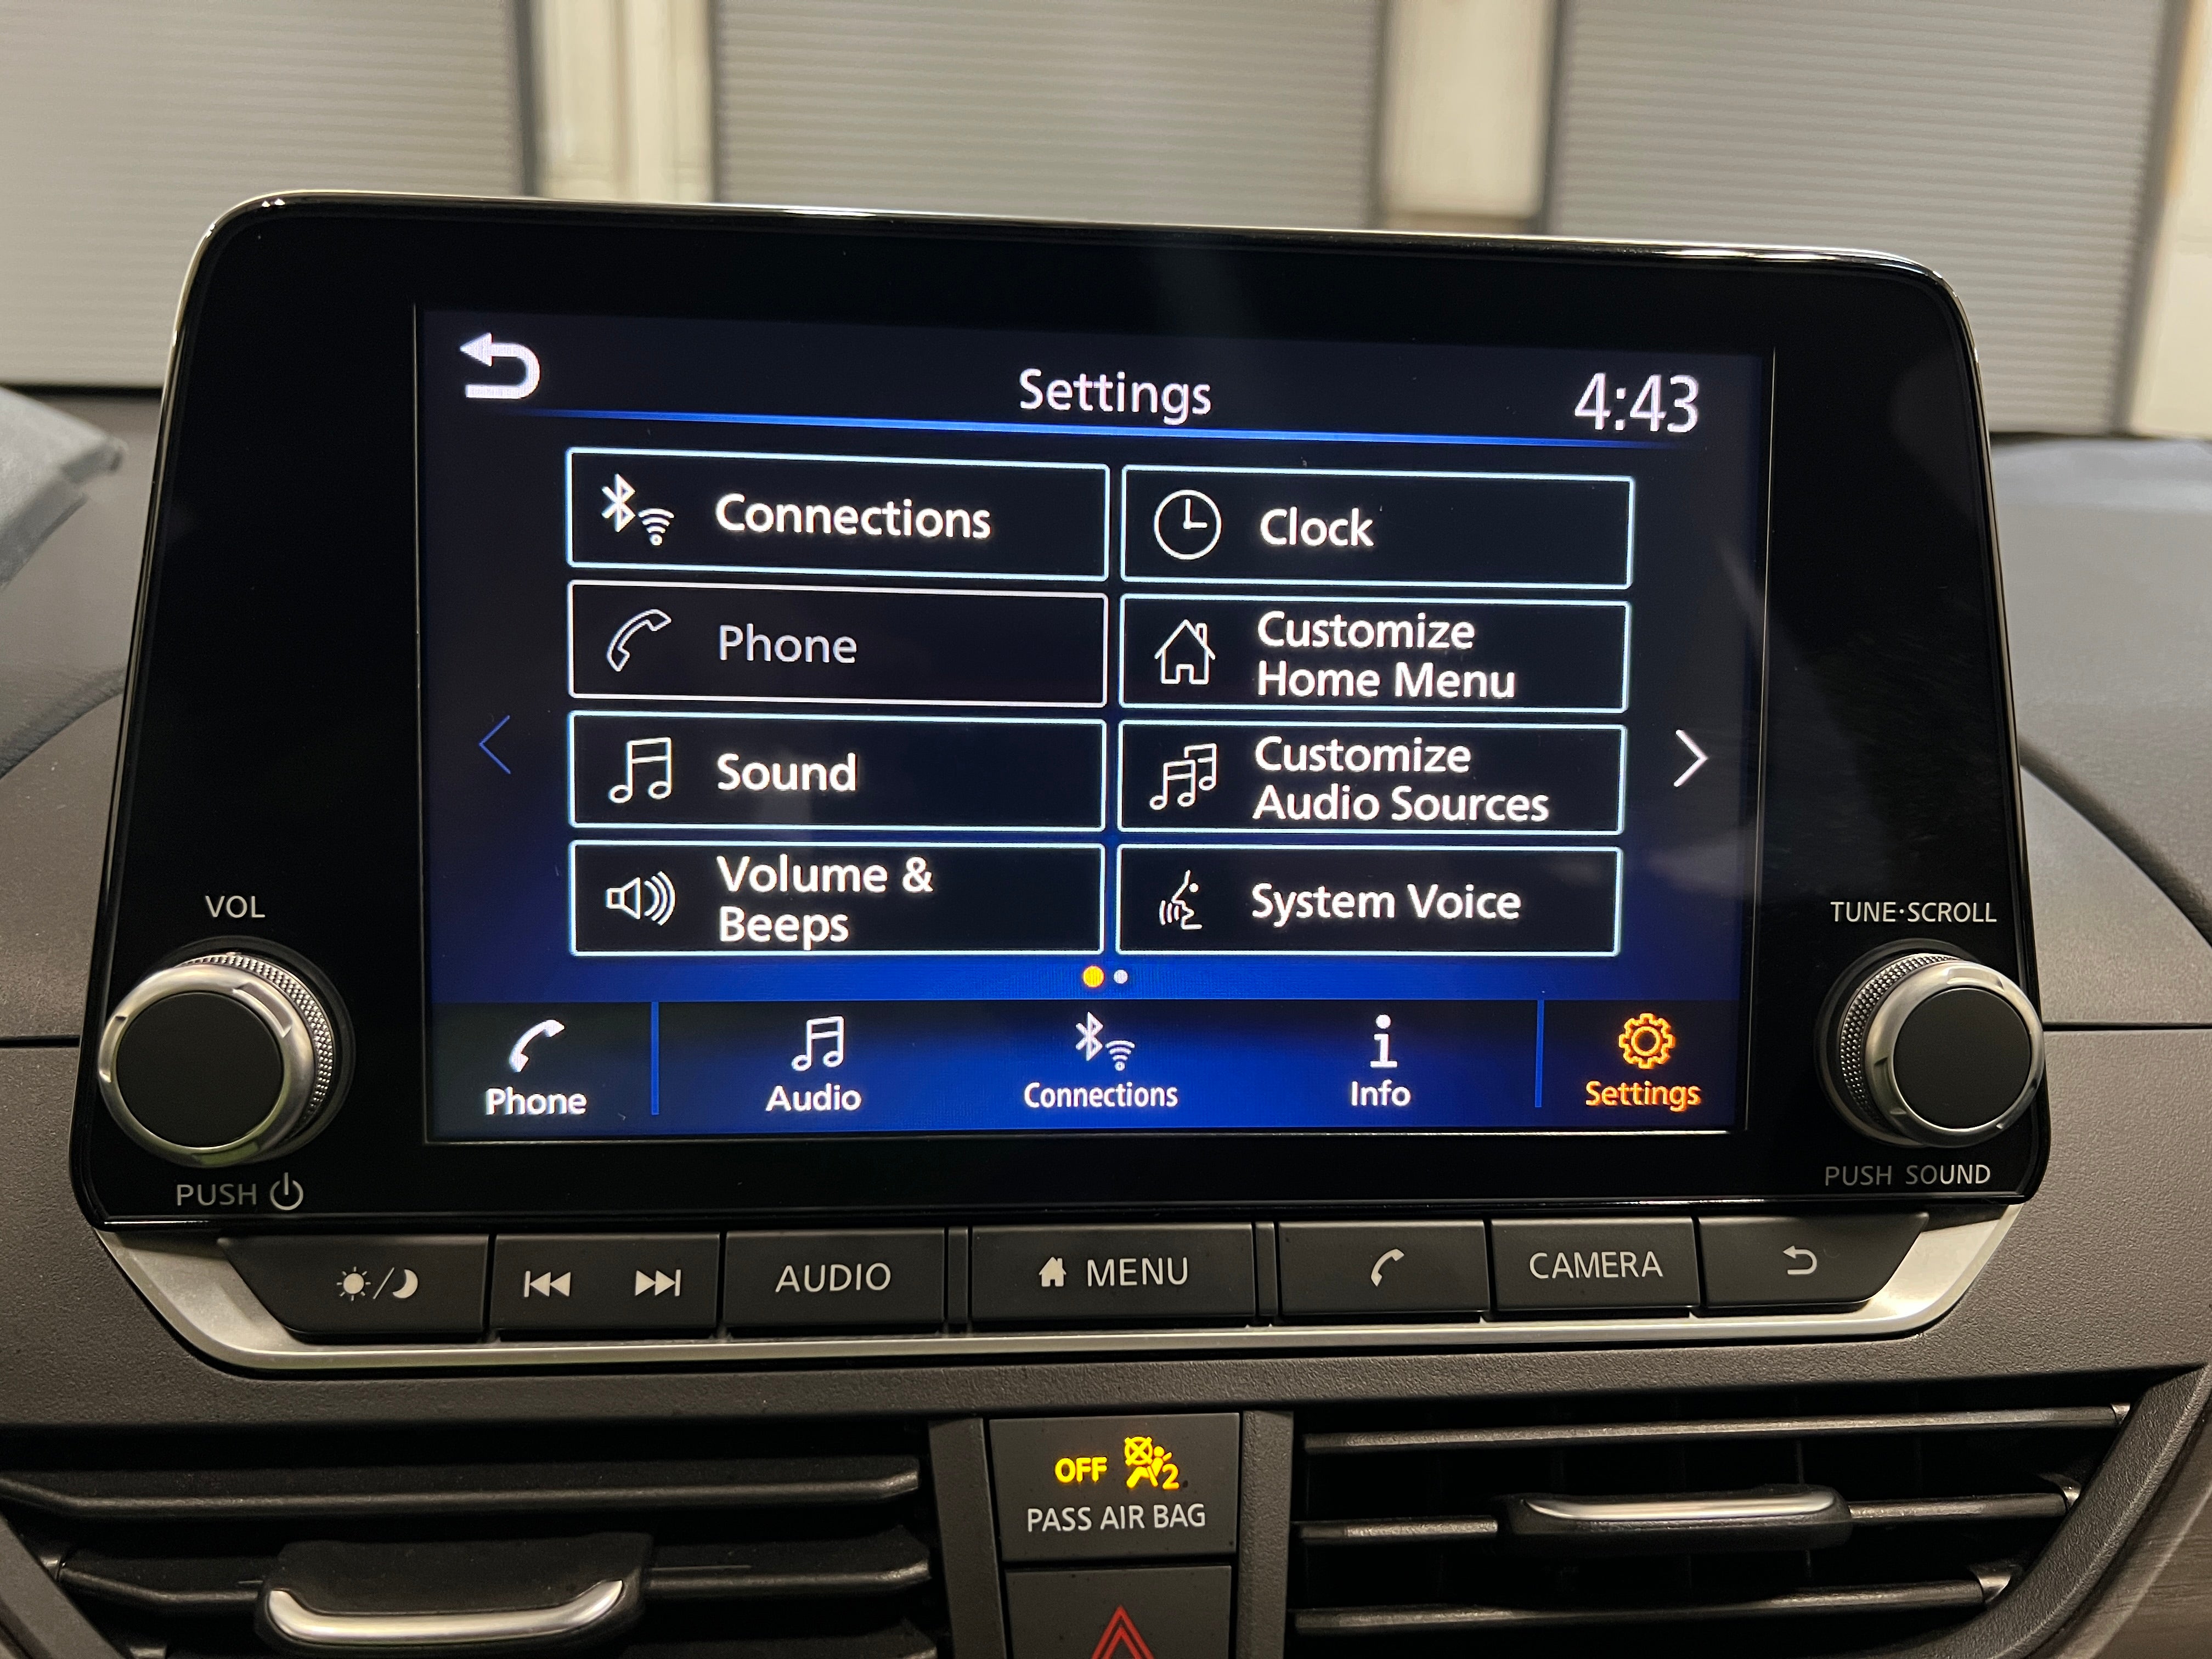 Settings
4:43
Connections
Clock
Phone
Customize
Home Menu
Sound
Customize
Audio Sources
Volume &
Beeps
System Voice
Phone
Audio
Connections
Info
Settings
VOL
PUSH
TUNE·SCROLL
PUSH SOUND
AUDIO
MENU
CAMERA
OFF 2
PASS AIR BAG